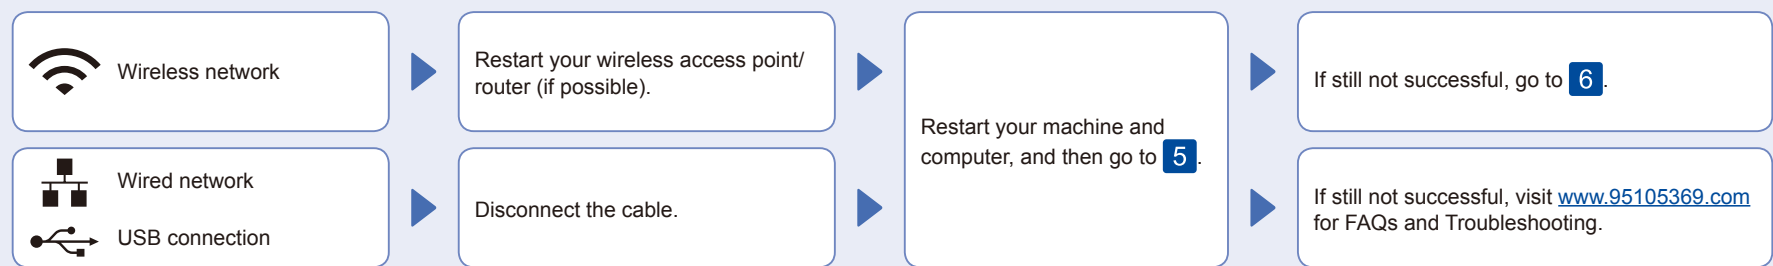 Wireless network
Restart your wireless access point/
router (if possible).
Wired network
USB connection
Disconnect the cable.
Restart your machine and
computer, and then go to 5.
If still not successful, go to 6.
If still not successful, visit www.95105369.com
for FAQs and Troubleshooting.